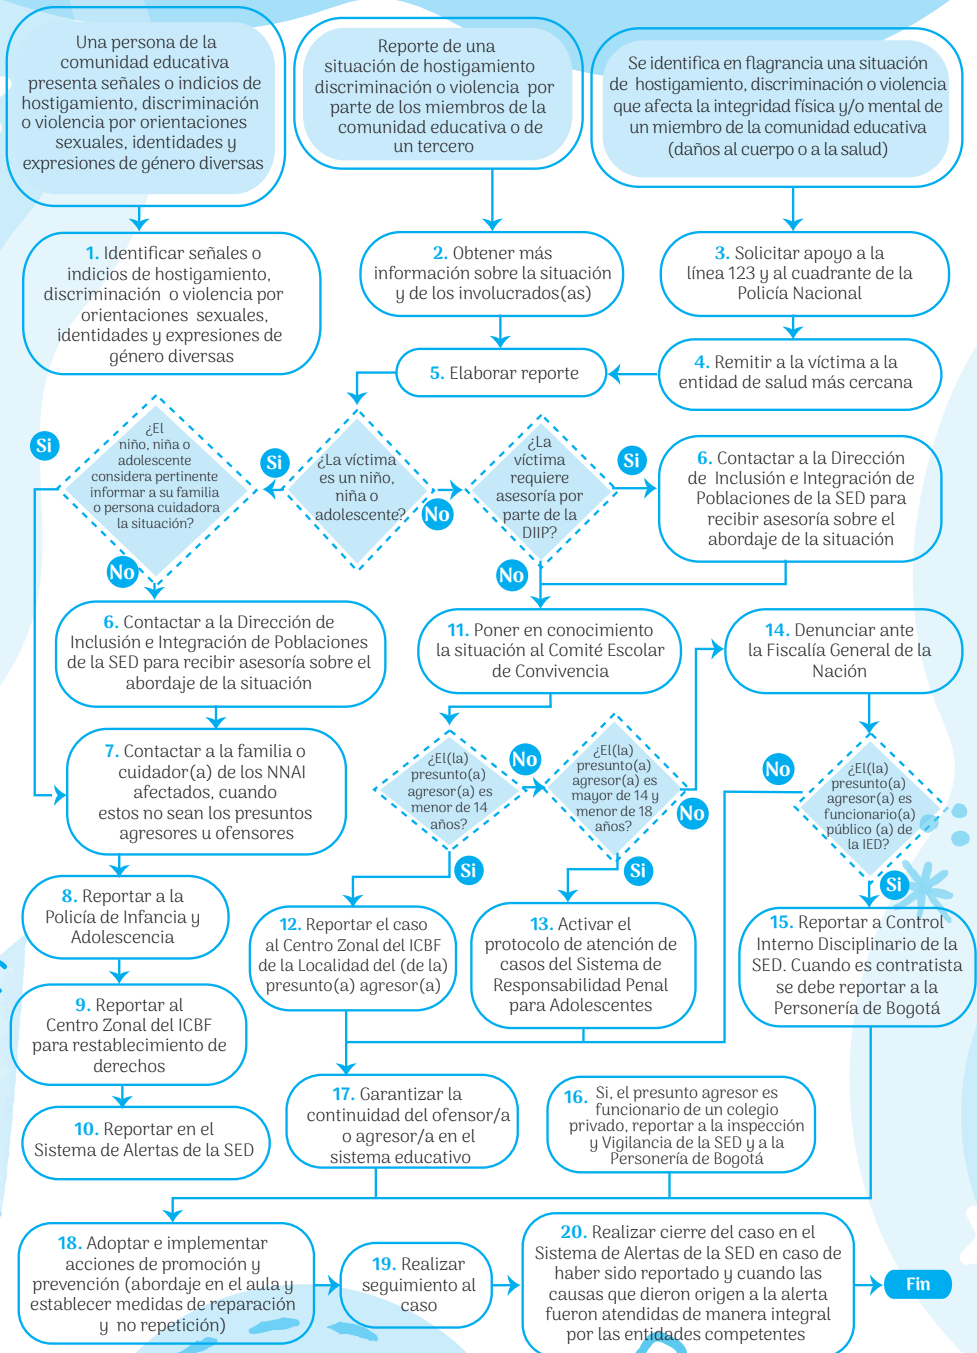 Una persona de la
comunidad educativa
presenta señales o indicios de
hostigamiento, discriminación
o violencia por orientaciones
sexuales, identidades y
expresiones de género diversas
Reporte de una
situación de hostigamiento
discriminación o violencia por
parte de los miembros de la
comunidad educativa o de
un tercero
Se identifica en flagrancia una situación
de hostigamiento, discriminación o violencia
que afecta la integridad física y/o mental de
un miembro de la comunidad educativa
(daños al cuerpo o a la salud)
1. Identificar señales o
indicios de hostigamiento,
discriminación o violencia por
orientaciones sexuales,
identidades y expresiones de
género diversas
2. Obtener más
información sobre la situación
y de los involucrados(as)
3. Solicitar apoyo a la
línea 123 y al cuadrante de la
Policía Nacional
5. Elaborar reporte
4. Remitir a la víctima a la
entidad de salud más cercana
Si
¿El
niño, niña o
adolescente
considera pertinente
informar a su familia
o persona cuidadora
la situación?
No
Si
¿La víctima
es un niño,
niña o
adolescente?
No
¿La
víctima
requiere
asesoría por
parte de la
DIIP?
Si
No
6. Contactar a la Dirección
de Inclusión e Integración de
Poblaciones de la SED para
recibir asesoría sobre el
abordaje de la situación
6. Contactar a la Dirección de
Inclusión e Integración de Poblaciones
de la SED para recibir asesoría sobre el
abordaje de la situación
11. Poner en conocimiento
la situación al Comité Escolar
de Convivencia
14. Denunciar ante
la Fiscalía General de la
Nación
7. Contactar a la familia o
cuidador(a) de los NNAI
afectados, cuando
estos no sean los presuntos
agresores u ofensores
¿El(la)
presunto(a)
agresor(a) es
menor de 14
años?
No
Si
¿El(la)
presunto(a)
agresor(a) es
mayor de 14 y
menor de 18
años?
No
Si
No
¿El(la)
presunto(a)
agresor(a) es
funcionario(a)
público (a) de
la IED?
Si
8. Reportar a la
Policía de Infancia y
Adolescencia
12. Reportar el caso
al Centro Zonal del ICBF
de la Localidad del (de la)
presunto(a) agresor(a)
13. Activar el
protocolo de atención de
casos del Sistema de
Responsabilidad Penal
para Adolescentes
15. Reportar a Control
Interno Disciplinario de la
SED. Cuando es contratista
se debe reportar a la
Personería de Bogotá
9. Reportar al
Centro Zonal del ICBF
para restablecimiento de
derechos
10. Reportar en el
Sistema de Alertas de la SED
17. Garantizar la
continuidad del ofensor/a
o agresor/a en el
sistema educativo
16. Si, el presunto agresor es
funcionario de un colegio
privado, reportar a la inspección
y Vigilancia de la SED y a la
Personería de Bogotá
18. Adoptar e implementar
acciones de promoción y
prevención (abordaje en el aula y
establecer medidas de reparación
y no repetición)
19. Realizar
seguimiento al
caso
20. Realizar cierre del caso en el
Sistema de Alertas de la SED en caso de
haber sido reportado y cuando las
causas que dieron origen a la alerta
fueron atendidas de manera integral
por las entidades competentes
Fin